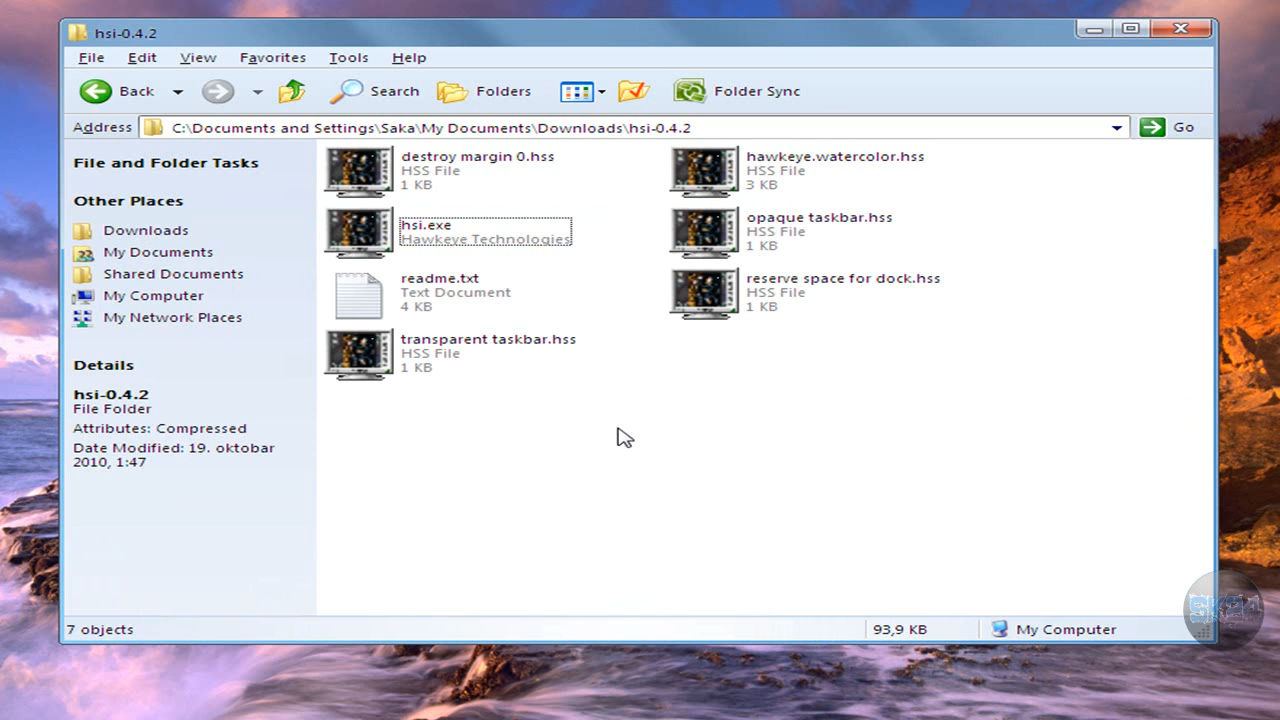 hsi-0.4.2
File Edit View Favorites Tools Help
Back Search Folders Folder Sync
Address C:\Documents and Settings\Saka\My Documents\Downloads\hsi-0.4.2 Go
File and Folder Tasks
Other Places
Downloads
My Documents
Shared Documents
My Computer
My Network Places
Details
hsi-0.4.2
File Folder
Attributes: Compressed
Date Modified: 19. oktobar
2010, 1:47
destroy margin 0.hss
HSS File
1 KB
hawkeye.watercolor.hss
HSS File
3 KB
hsi.exe
Hawkeye Technologies
opaque taskbar.hss
HSS File
1 KB
readme.txt
Text Document
4 KB
reserve space for dock.hss
HSS File
1 KB
transparent taskbar.hss
HSS File
1 KB
7 objects 93,9 KB My Computer